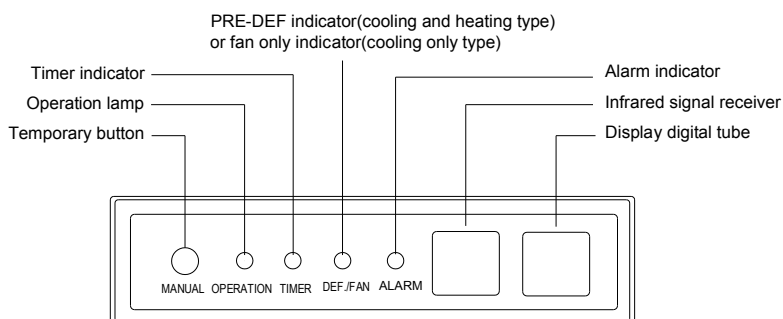 PRE-DEF indicator(cooling and heating type)
or fan only indicator(cooling only type)
Timer indicator
Alarm indicator
Operation lamp
Infrared signal receiver
Temporary button
Display digital tube
MANUAL OPERATION TIMER DEF./FAN ALARM